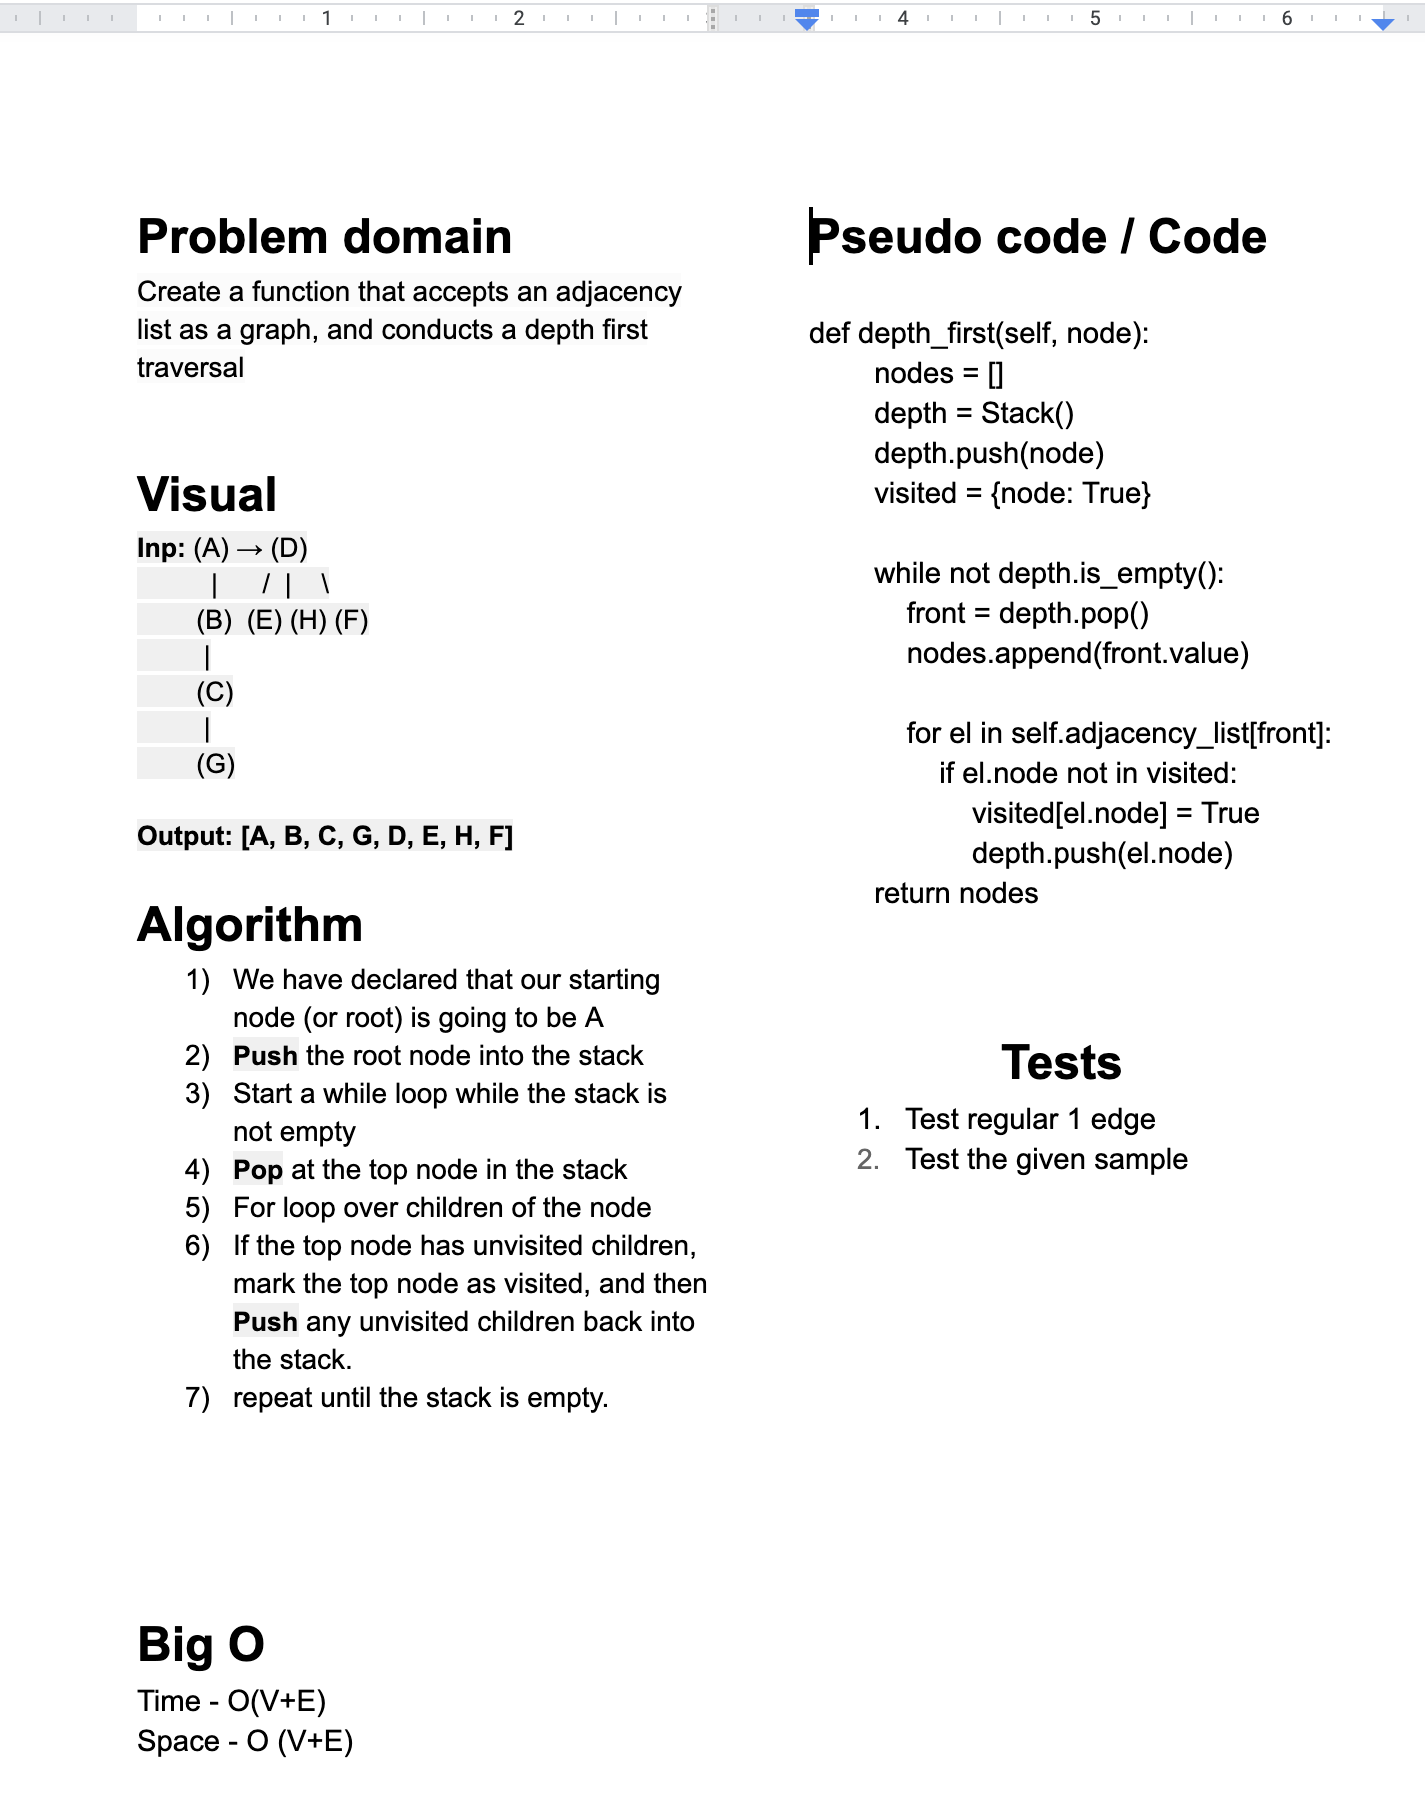 1 2 4 5 6
Problem domain
Create a function that accepts an adjacency
list as a graph, and conducts a depth first
traversal
Visual
Inp: (A) → (D)
| / | \
(B) (E) (H) (F)
|
(C)
|
(G)
Output: [A, B, C, G, D, E, H, F]
Algorithm
1) We have declared that our starting
node (or root) is going to be A
2) Push the root node into the stack
3) Start a while loop while the stack is
not empty
4) Pop at the top node in the stack
5) For loop over children of the node
6) If the top node has unvisited children,
mark the top node as visited, and then
Push any unvisited children back into
the stack.
7) repeat until the stack is empty.
Big O
Time - O(V+E)
Space - O (V+E)
Pseudo code / Code
def depth_first(self, node):
nodes = []
depth = Stack()
depth.push(node)
visited = {node: True}
while not depth.is_empty():
front = depth.pop()
nodes.append(front.value)
for el in self.adjacency_list[front]:
if el.node not in visited:
visited[el.node] = True
depth.push(el.node)
return nodes
Tests
1. Test regular 1 edge
2. Test the given sample